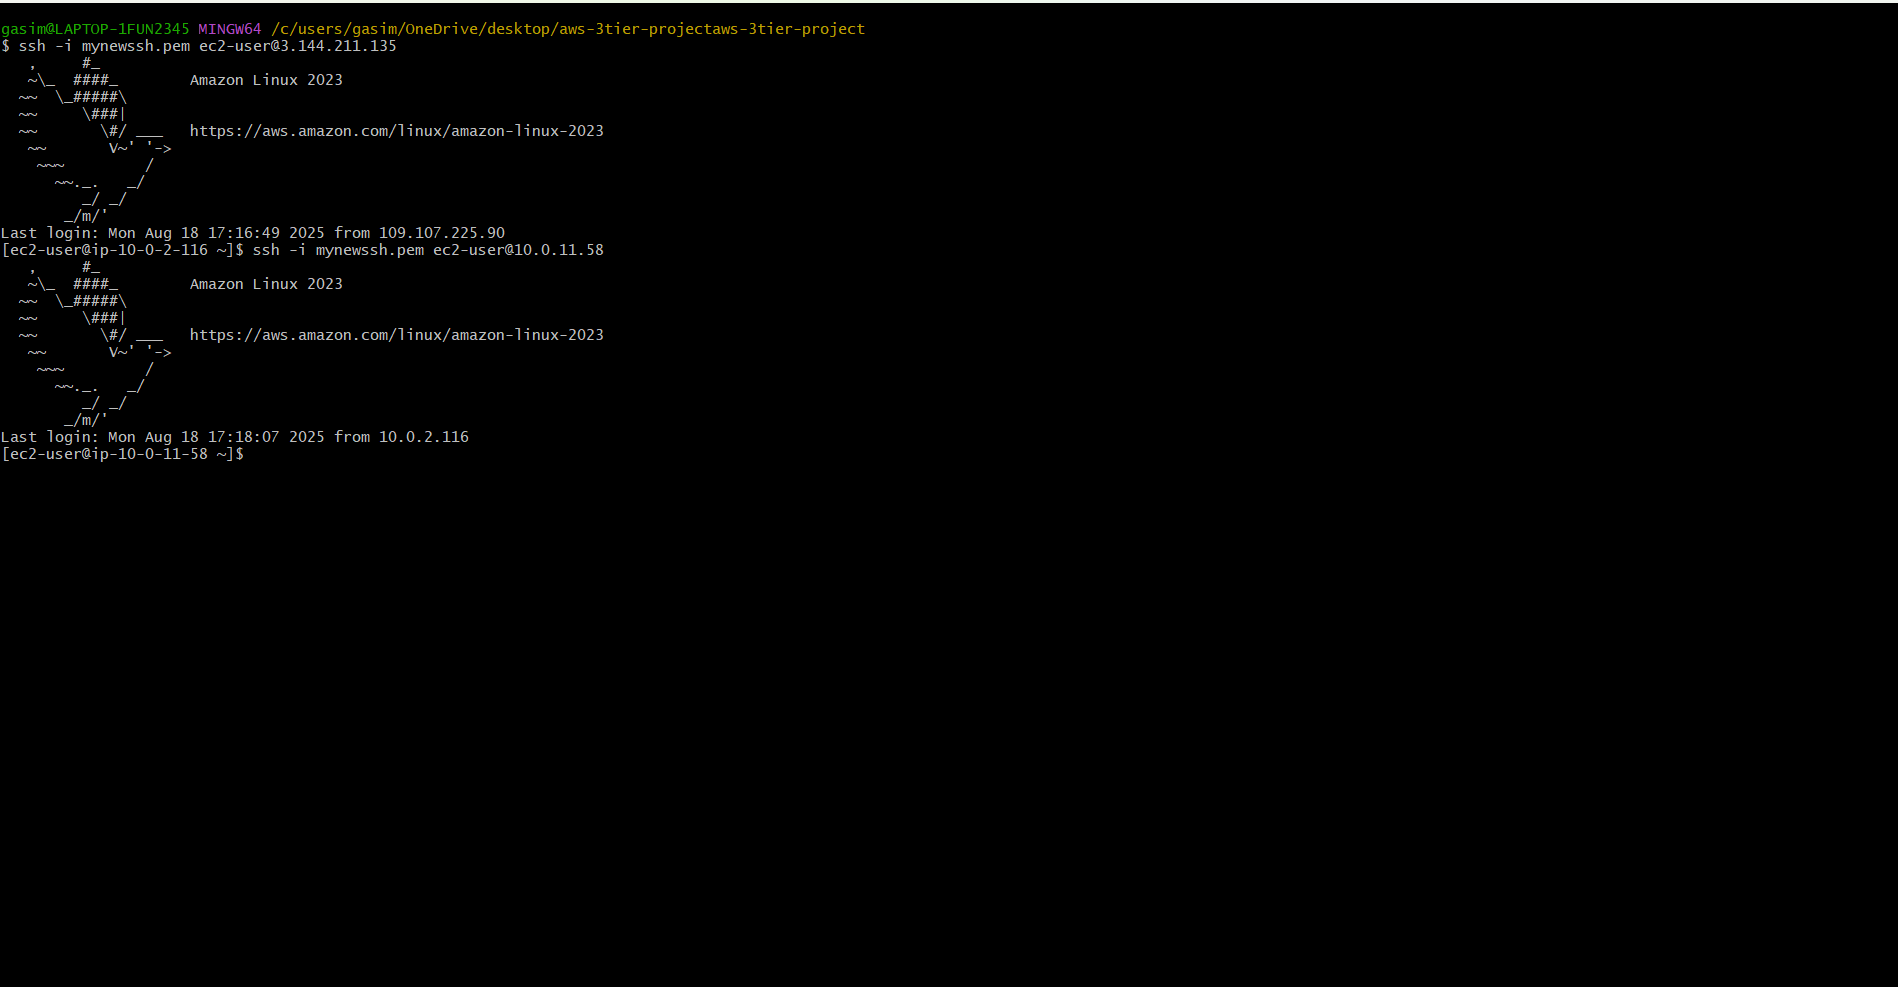 gasim@LAPTOP-1FUN2345 MINGW64 /c/users/gasim/OneDrive/desktop/aws-3tier-projectaws-3tier-project
$ ssh -i mynewssh.pem ec2-user@3.144.211.135
   ,     #_
   ~\_  ####_        Amazon Linux 2023
  ~~  \_#####\
  ~~     \###|
  ~~       \#/ ___   https://aws.amazon.com/linux/amazon-linux-2023
   ~~       V~' '->
    ~~~         /
      ~~._.   _/
         _/ _/
       _/m/'
Last login: Mon Aug 18 17:16:49 2025 from 109.107.225.90
[ec2-user@ip-10-0-2-116 ~]$ ssh -i mynewssh.pem ec2-user@10.0.11.58
   ,     #_
   ~\_  ####_        Amazon Linux 2023
  ~~  \_#####\
  ~~     \###|
  ~~       \#/ ___   https://aws.amazon.com/linux/amazon-linux-2023
   ~~       V~' '->
    ~~~         /
      ~~._.   _/
         _/ _/
       _/m/'
Last login: Mon Aug 18 17:18:07 2025 from 10.0.2.116
[ec2-user@ip-10-0-11-58 ~]$